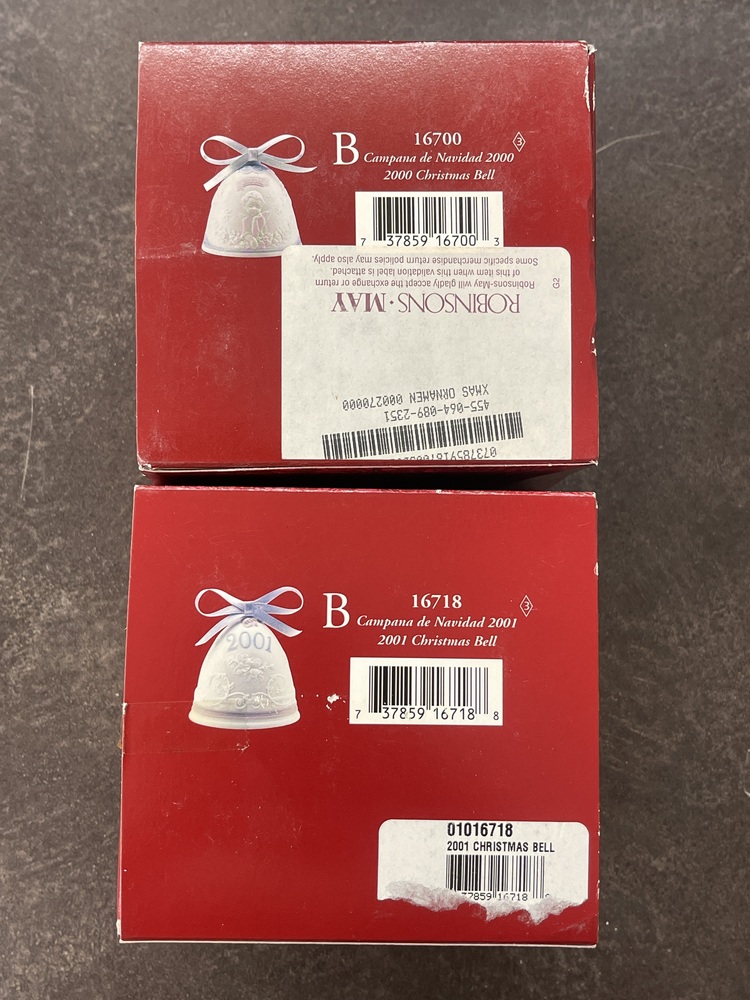 B
16700
3
Campana de Navidad 2000
2000 Christmas Bell
7 37859 16700 3
G2
Some specific merchandise return policies may also apply.
of this item when this validation label is attached.
Robinsons-May will gladly accept the exchange or return
ROBINSONS·MAY
XMAS ORNAMEN 000270000
455-064-089-2351
2001
B
16718
3
Campana de Navidad 2001
2001 Christmas Bell
7 37859 16718 8
01016718
2001 CHRISTMAS BELL
37859 16718